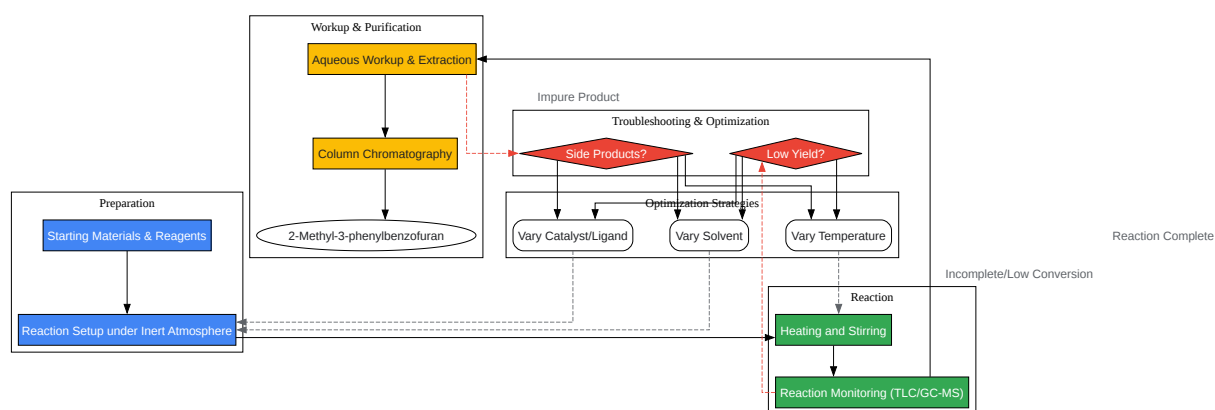 Workup & Purification
Aqueous Workup & Extraction
Impure Product
Troubleshooting & Optimization
Column Chromatography
Side Products?
Low Yield?
Preparation
Optimization Strategies
Starting Materials & Reagents
2-Methyl-3-phenylbenzofuran
Vary Catalyst/Ligand
Vary Solvent
Vary Temperature
Reaction Complete
Incomplete/Low Conversion
Reaction
Reaction Setup under Inert Atmosphere
Heating and Stirring
Reaction Monitoring (TLC/GC-MS)